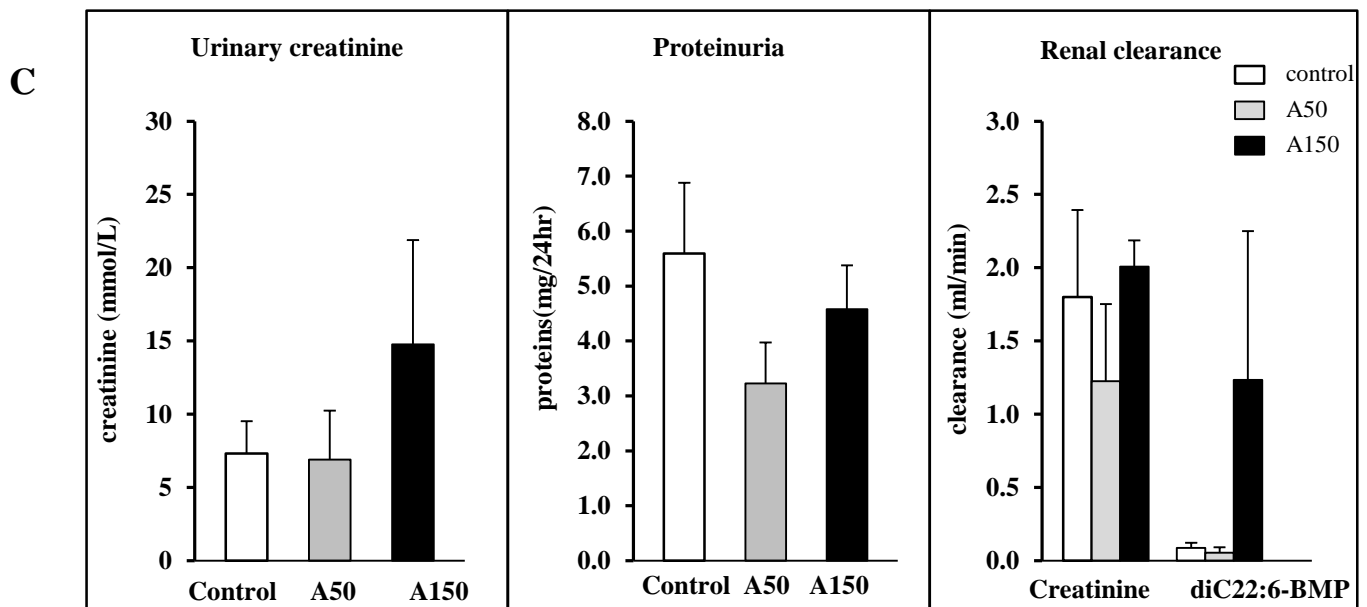 C
Urinary creatinine
creatinine (mmol/L)
30
25
20
15
10
5
0
Control A50 A150
Proteinuria
proteins(mg/24hr)
8.0
7.0
6.0
5.0
4.0
3.0
2.0
1.0
0.0
Control A50 A150
Renal clearance
control
A50
A150
clearance (ml/min)
3.0
2.5
2.0
1.5
1.0
0.5
0.0
Creatinine diC22:6-BMP